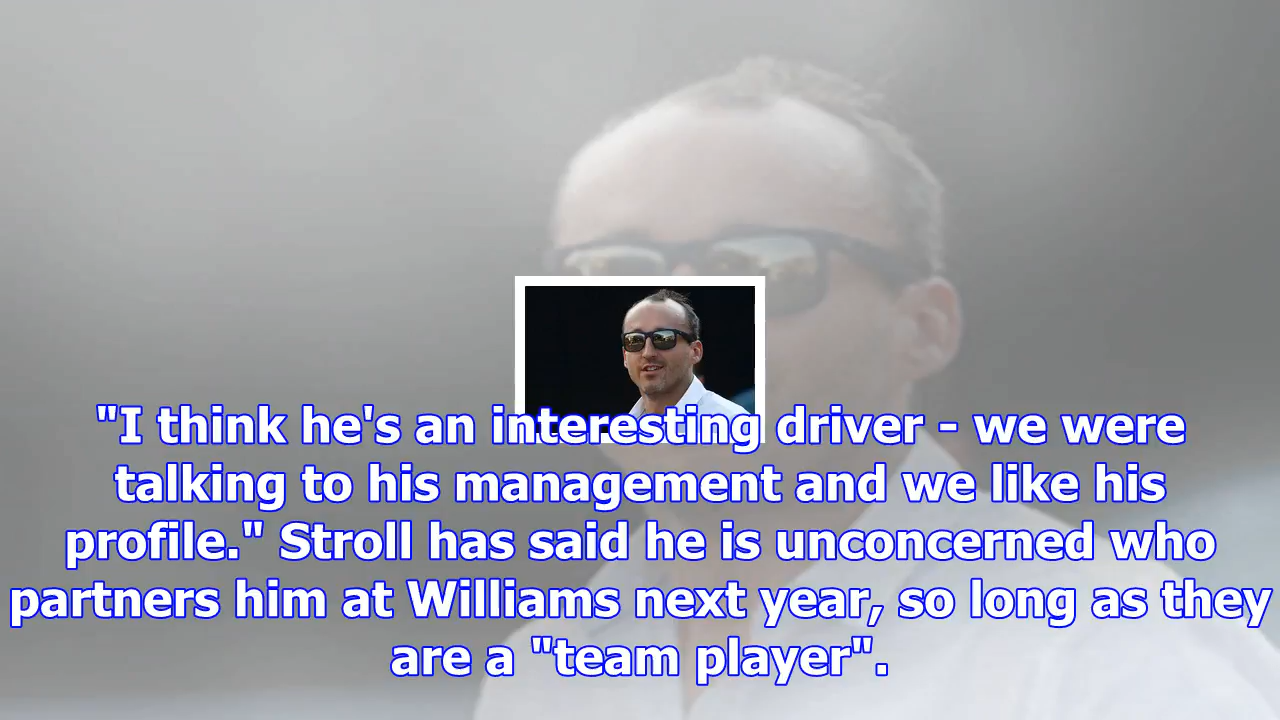 "I think he's an interesting driver - we were
talking to his management and we like his
profile." Stroll has said he is unconcerned who
partners him at Williams next year, so long as they
are a "team player".